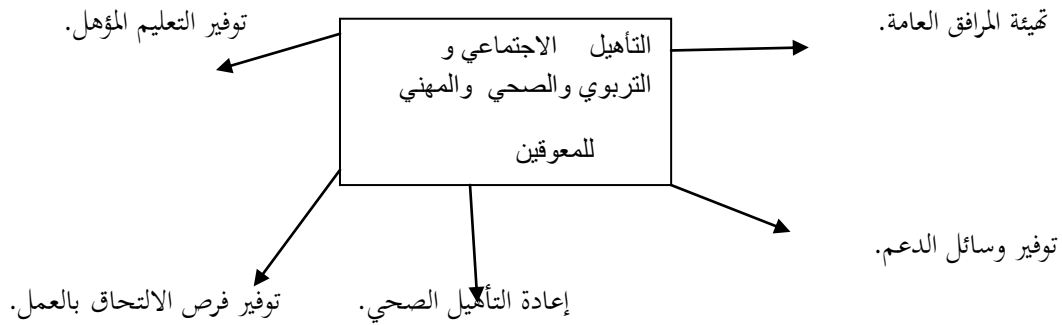 تهيئة المرافق العامة.
توفير التعليم المؤهل.
التأهيل الاجتماعي و
التربوي والصحي والمهني
للمعوقين
توفير وسائل الدعم.
إعادة التأهيل الصحي.
توفير فرص الالتحاق بالعمل.